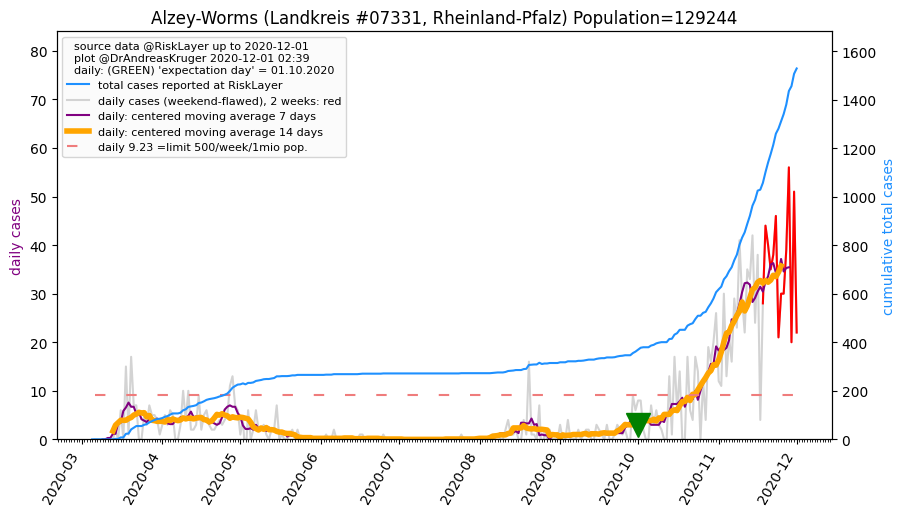 Alzey-Worms (Landkreis #07331, Rheinland-Pfalz) Population=129244
source data @RiskLayer up to 2020-12-01
plot @DrAndreasKruger 2020-12-01 02:39
daily: (GREEN) 'expectation day' = 01.10.2020
total cases reported at RiskLayer
daily cases (weekend-flawed), 2 weeks: red
daily: centered moving average 7 days
daily: centered moving average 14 days
daily 9.23 =limit 500/week/1mio pop.
daily cases
80
70
60
50
40
30
20
10
0
1600
1400
1200
1000
800
600
400
200
0
cumulative total cases
2020-03
2020-04
2020-05
2020-06
2020-07
2020-08
2020-09
2020-10
2020-11
2020-12